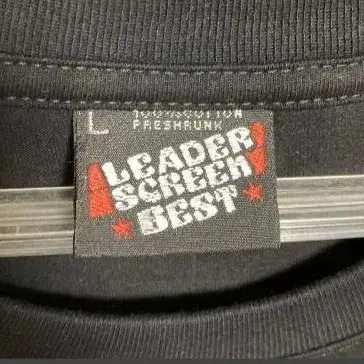 L
100% COTTON
PRESHRUNK
LEADER
SCREEN
BEST